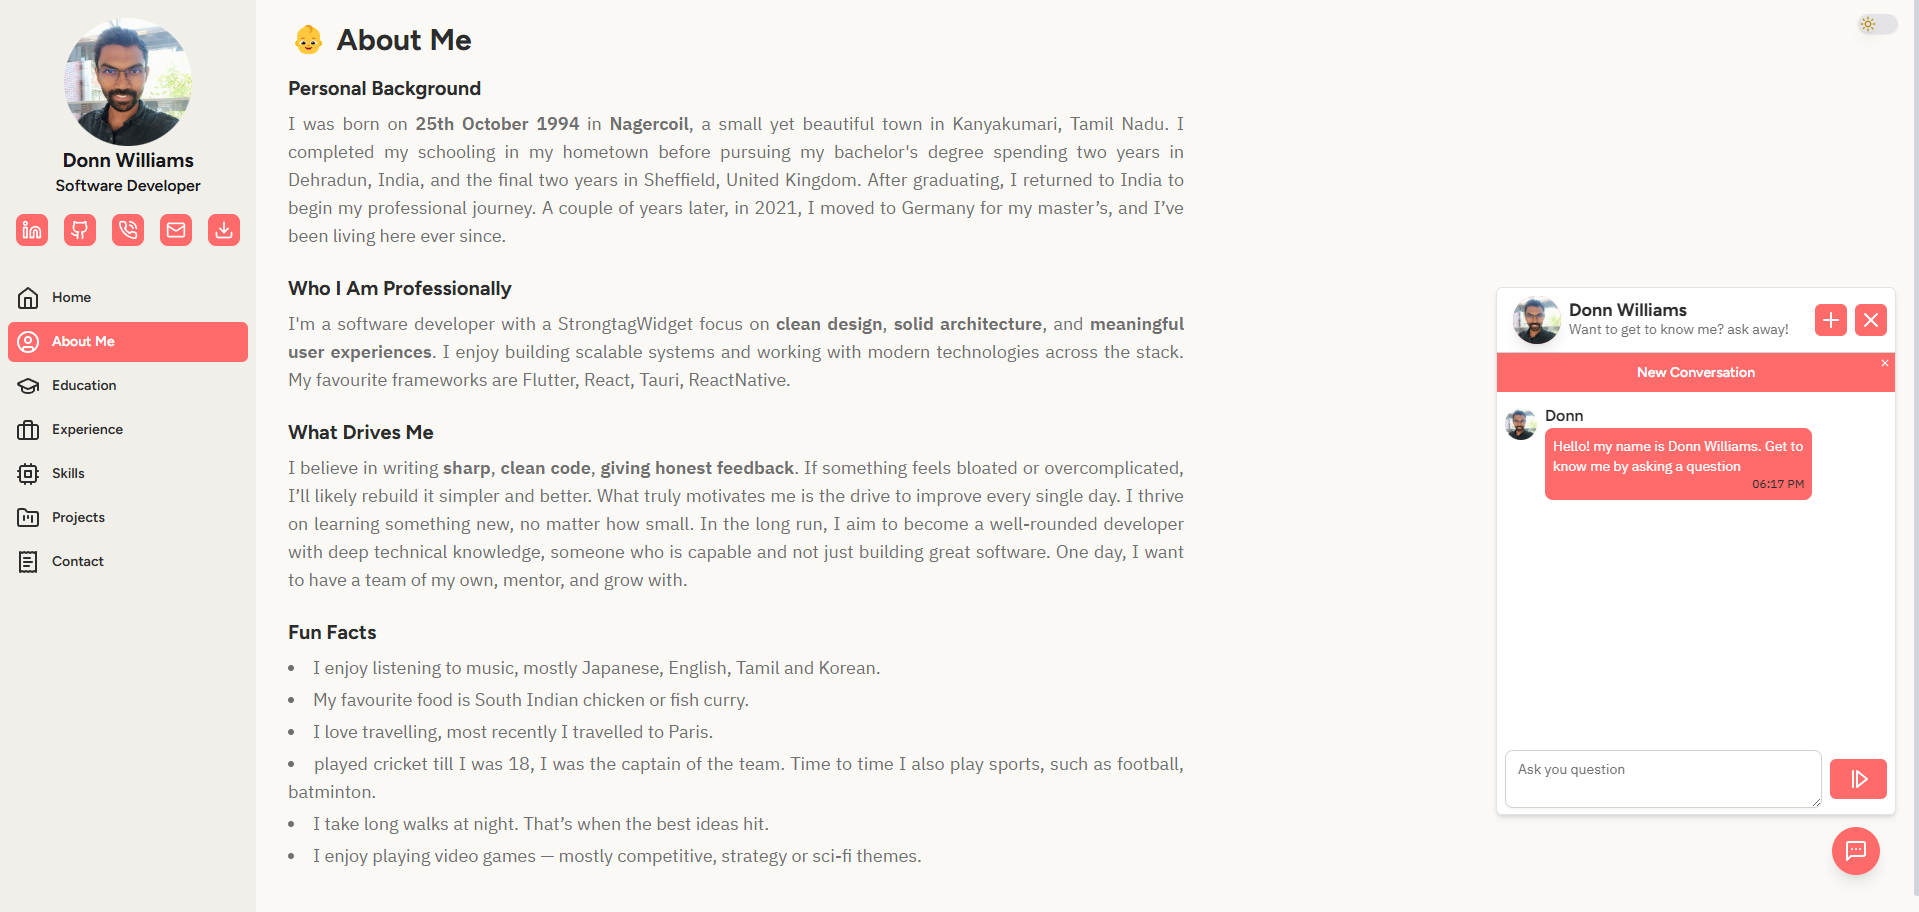 Donn Williams
Software Developer
Home
About Me
Education
Experience
Skills
Projects
Contact
About Me
Personal Background
I was born on 25th October 1994 in Nagercoil, a small yet beautiful town in Kanyakumari, Tamil Nadu. I
completed my schooling in my hometown before pursuing my bachelor's degree spending two years in
Dehradun, India, and the final two years in Sheffield, United Kingdom. After graduating, I returned to India to
begin my professional journey. A couple of years later, in 2021, I moved to Germany for my master’s, and I’ve
been living here ever since.
Who I Am Professionally
I'm a software developer with a StrongtagWidget focus on clean design, solid architecture, and meaningful
user experiences. I enjoy building scalable systems and working with modern technologies across the stack.
My favourite frameworks are Flutter, React, Tauri, ReactNative.
What Drives Me
I believe in writing sharp, clean code, giving honest feedback. If something feels bloated or overcomplicated,
I’ll likely rebuild it simpler and better. What truly motivates me is the drive to improve every single day. I thrive
on learning something new, no matter how small. In the long run, I aim to become a well-rounded developer
with deep technical knowledge, someone who is capable and not just building great software. One day, I want
to have a team of my own, mentor, and grow with.
Fun Facts
• I enjoy listening to music, mostly Japanese, English, Tamil and Korean.
• My favourite food is South Indian chicken or fish curry.
• I love travelling, most recently I travelled to Paris.
• played cricket till I was 18, I was the captain of the team. Time to time I also play sports, such as football,
batminton.
• I take long walks at night. That’s when the best ideas hit.
• I enjoy playing video games — mostly competitive, strategy or sci-fi themes.
Donn Williams
Want to get to know me? ask away!
New Conversation
Donn
Hello! my name is Donn Williams. Get to
know me by asking a question
06:17 PM
Ask you question